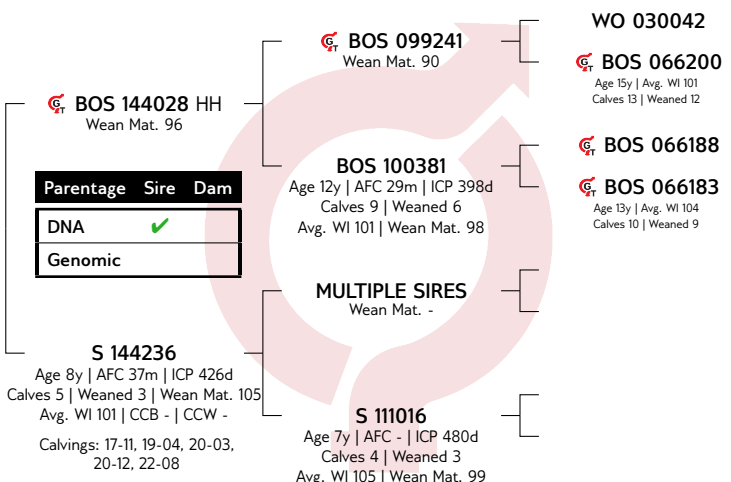 WO 030042
GT BOS 099241
Wean Mat. 90
GT BOS 066200
Age 15y | Avg. WI 101
Calves 13 | Weaned 12
GT BOS 144028 HH
Wean Mat. 96
GT BOS 066188
BOS 100381
Age 12y | AFC 29m | ICP 398d
Calves 9 | Weaned 6
Avg. WI 101 | Wean Mat. 98
GT BOS 066183
Age 13y | Avg. WI 104
Calves 10 | Weaned 9
Parentage Sire Dam
DNA ✔
Genomic
MULTIPLE SIRES
Wean Mat. -
S 144236
Age 8y | AFC 37m | ICP 426d
Calves 5 | Weaned 3 | Wean Mat. 105
Avg. WI 101 | CCB - | CCW -
Calvings: 17-11, 19-04, 20-03,
20-12, 22-08
S 111016
Age 7y | AFC - | ICP 480d
Calves 4 | Weaned 3
Avg. WI 105 | Wean Mat. 99